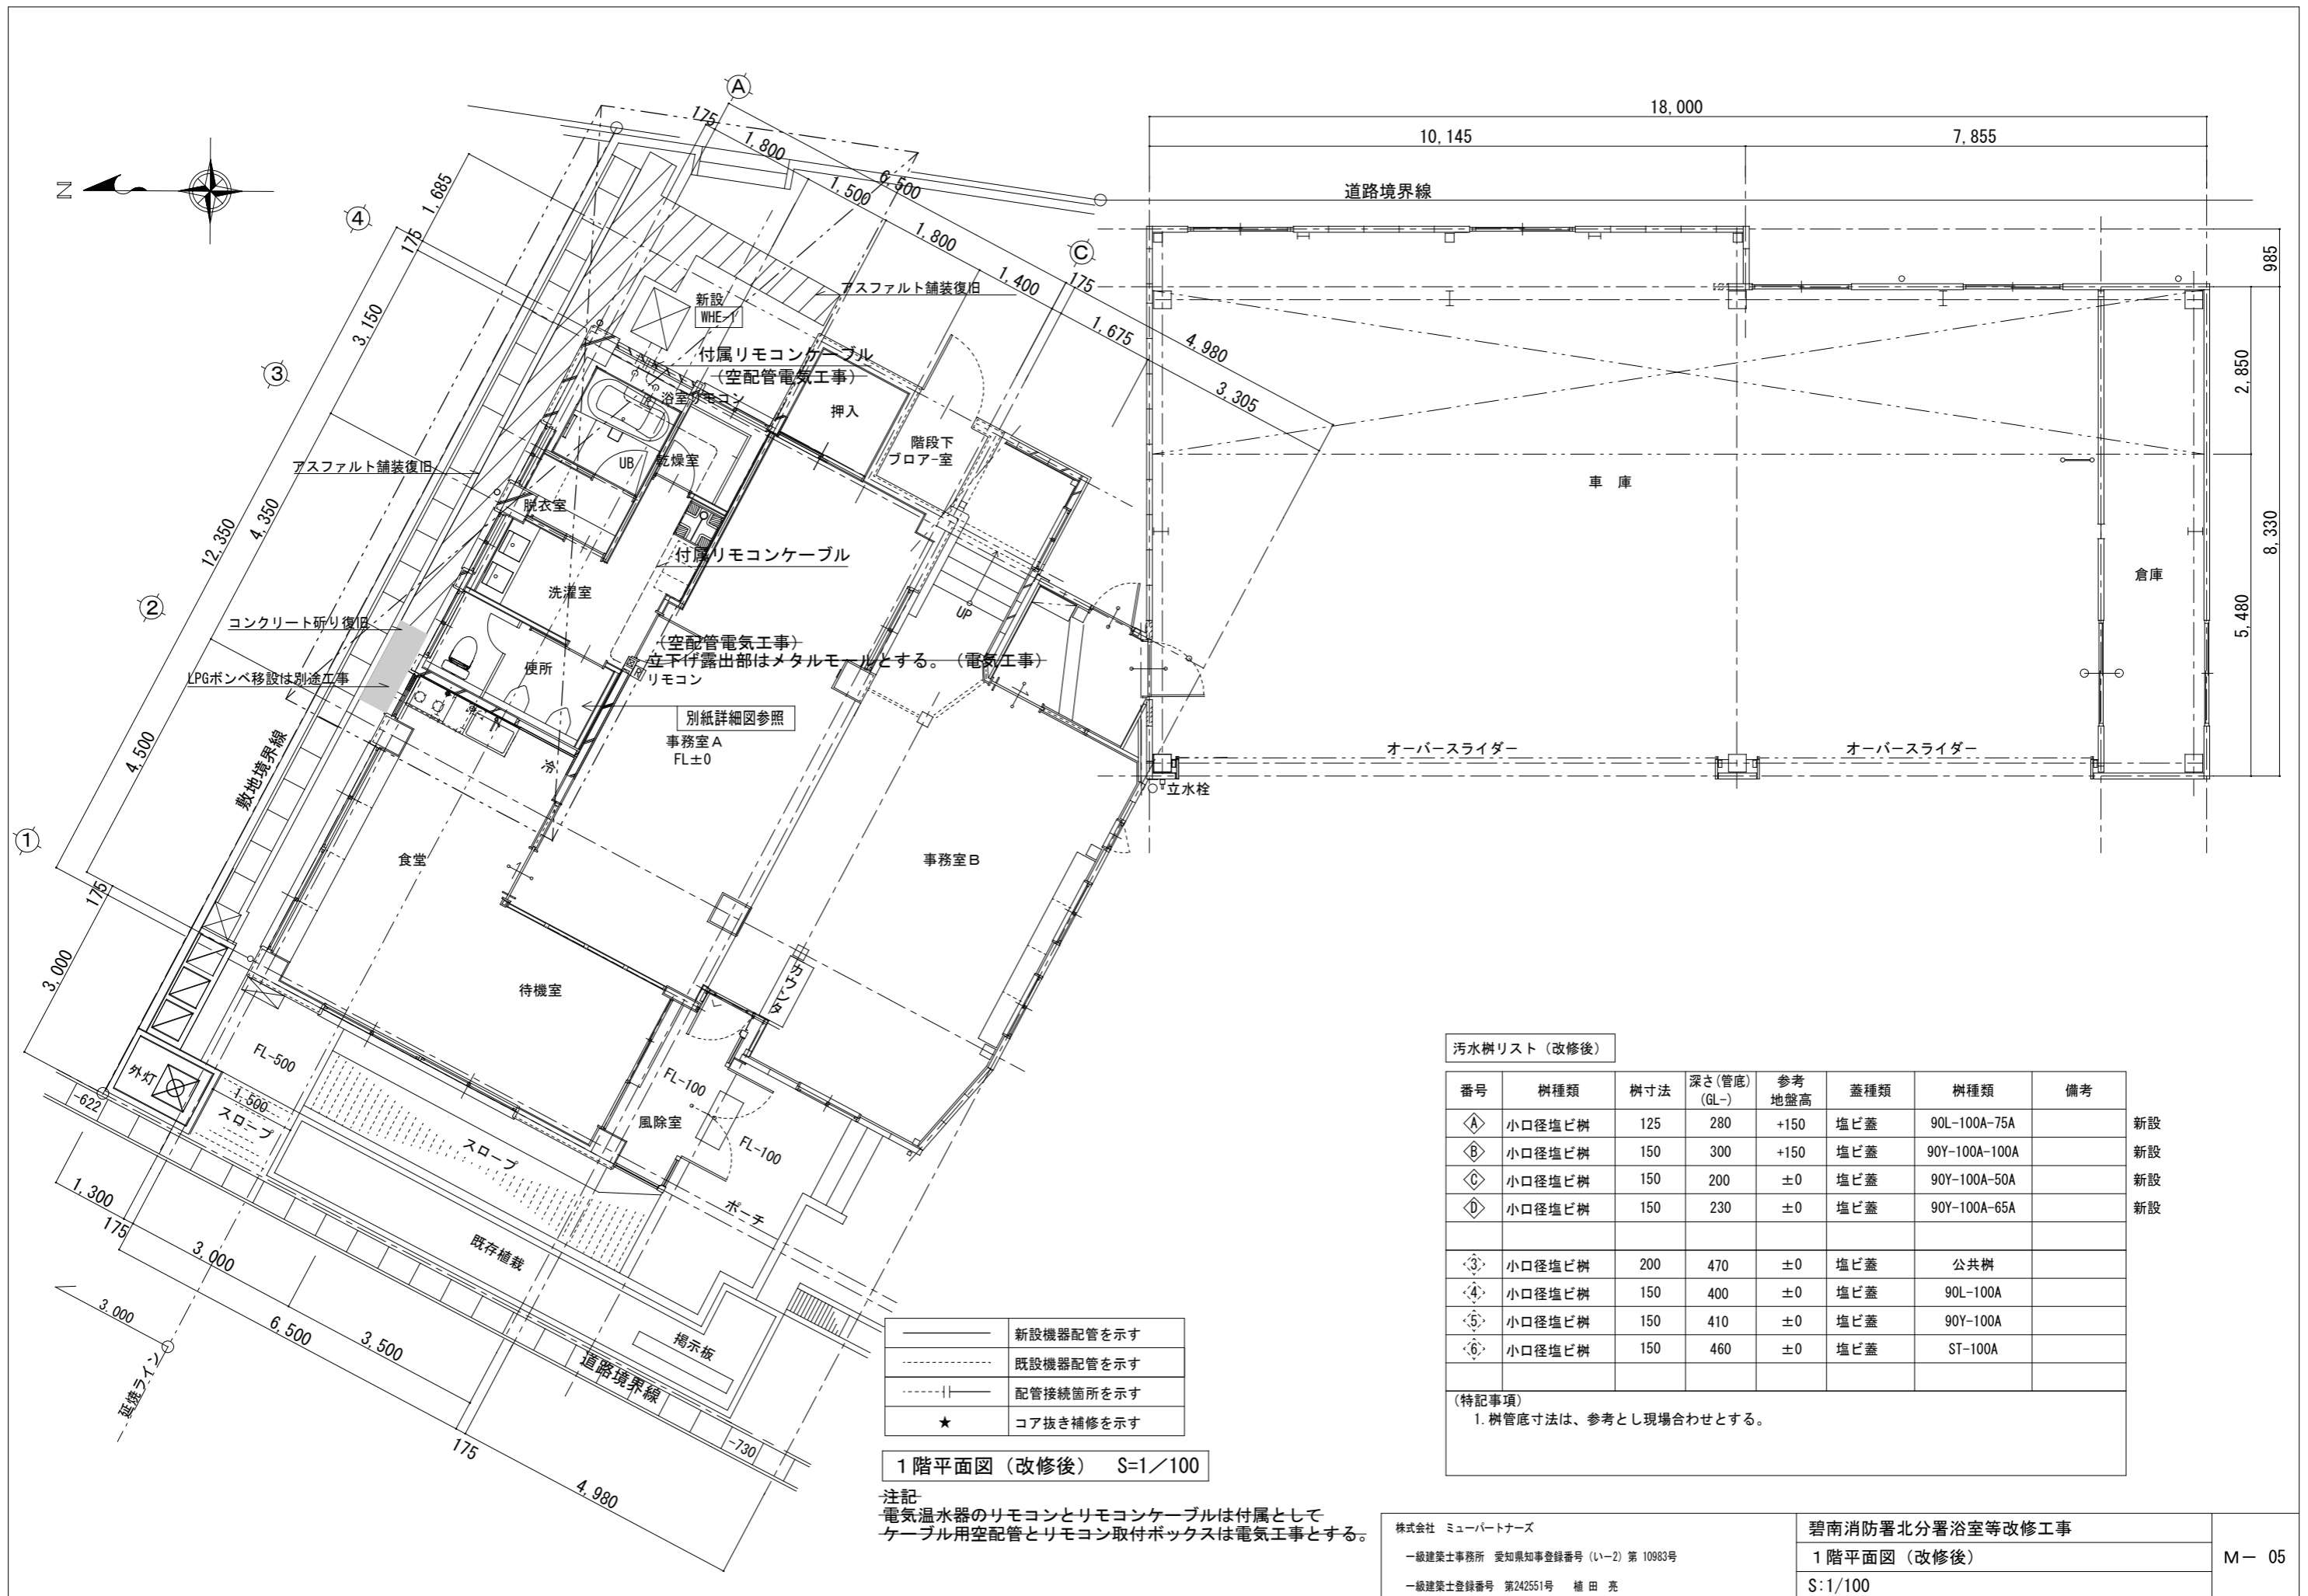 N
A
C
4
3
2
1
175
1,800
6,500
1,500
1,800
1,400
175
1,675
4,980
3,305
1,685
175
3,150
4,350
12,350
4,500
175
3,000
18,000
10,145
7,855
道路境界線
985
2,850
8,330
5,480
新設
WHE-1
アスファルト舗装復旧
付属リモコンケーブル
(空配管電気工事)
浴室リモコン
押入
階段下
ブロアー室
UB
乾燥室
アスファルト舗装復旧
脱衣室
付属リモコンケーブル
洗濯室
UP
車 庫
倉庫
コンクリート斫り復旧
(空配管電気工事)
立下げ露出部はメタルモールとする。(電気工事)
リモコン
便所
LPGボンベ移設は別途工事
別紙詳細図参照
事務室A
FL±0
冷
敷地境界線
オーバースライダー
オーバースライダー
立水栓
食堂
事務室B
待機室
カウンタ
FL-500
外灯
-622
1,500
スロープ
スロープ
FL-100
風除室
FL-100
ポーチ
既存植栽
掲示板
道路境界線
-730
1,300
175
3,000
3,000
6,500
3,500
延焼ライン
175
4,980
新設機器配管を示す
既設機器配管を示す
配管接続箇所を示す
★ コア抜き補修を示す
1階平面図(改修後) S=1/100
注記
電気温水器のリモコンとリモコンケーブルは付属として
ケーブル用空配管とリモコン取付ボックスは電気工事とする。
汚水桝リスト(改修後)
番号 桝種類 桝寸法 深さ(管底)(GL-) 参考地盤高 蓋種類 桝種類 備考
A 小口径塩ビ桝 125 280 +150 塩ビ蓋 90L-100A-75A 新設
B 小口径塩ビ桝 150 300 +150 塩ビ蓋 90Y-100A-100A 新設
C 小口径塩ビ桝 150 200 ±0 塩ビ蓋 90Y-100A-50A 新設
D 小口径塩ビ桝 150 230 ±0 塩ビ蓋 90Y-100A-65A 新設
3 小口径塩ビ桝 200 470 ±0 塩ビ蓋 公共桝
4 小口径塩ビ桝 150 400 ±0 塩ビ蓋 90L-100A
5 小口径塩ビ桝 150 410 ±0 塩ビ蓋 90Y-100A
6 小口径塩ビ桝 150 460 ±0 塩ビ蓋 ST-100A
(特記事項)
1.桝管底寸法は、参考とし現場合わせとする。
株式会社 ミューパートナーズ
一級建築士事務所 愛知県知事登録番号(い-2)第 10983号
一級建築士登録番号 第242551号 植 田 亮
碧南消防署北分署浴室等改修工事
1階平面図(改修後)
S:1/100
M- 05